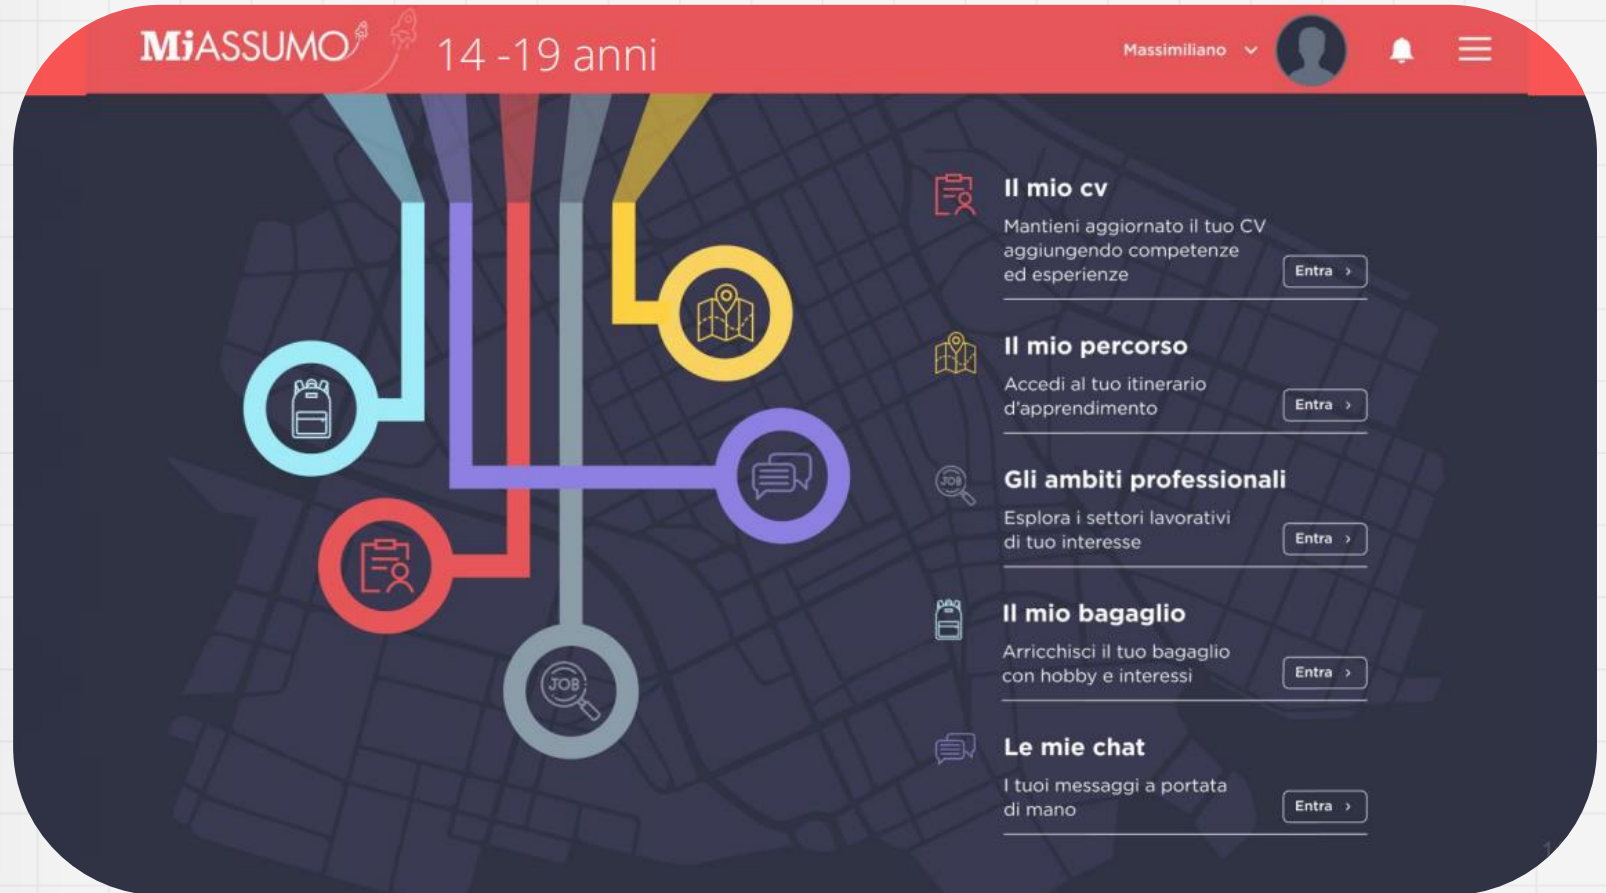 MiASSUMO
14 -19 anni
Massimiliano
Il mio cv
Mantieni aggiornato il tuo CV
aggiungendo competenze
ed esperienze
Entra >
Il mio percorso
Accedi al tuo itinerario
d'apprendimento
Entra >
Gli ambiti professionali
Esplora i settori lavorativi
di tuo interesse
Entra >
Il mio bagaglio
Arricchisci il tuo bagaglio
con hobby e interessi
Entra >
Le mie chat
I tuoi messaggi a portata
di mano
Entra >
JOB
JOB